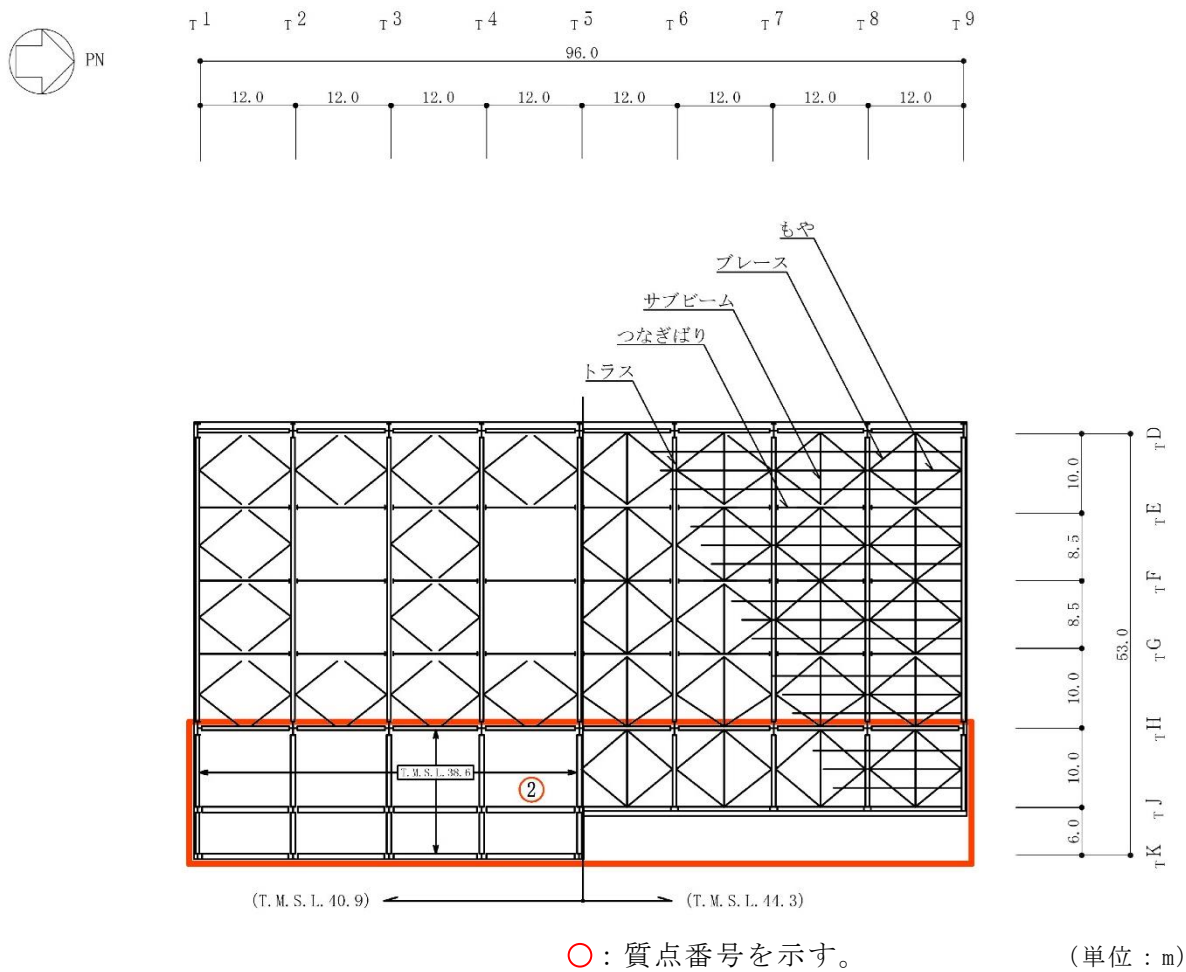 T1 T2 T3 T4 T5 T6 T7 T8 T9
PN
96.0
12.0 12.0 12.0 12.0 12.0 12.0 12.0 12.0
もや
ブレース
サブビーム
つなぎばり
トラス
TD
10.0
TE
8.5
TF
8.5
TG
53.0
10.0
TH
T.M.S.L.38.6
②
10.0
TJ
6.0
TK
(T.M.S.L.40.9) (T.M.S.L.44.3)
○:質点番号を示す。 (単位:m)